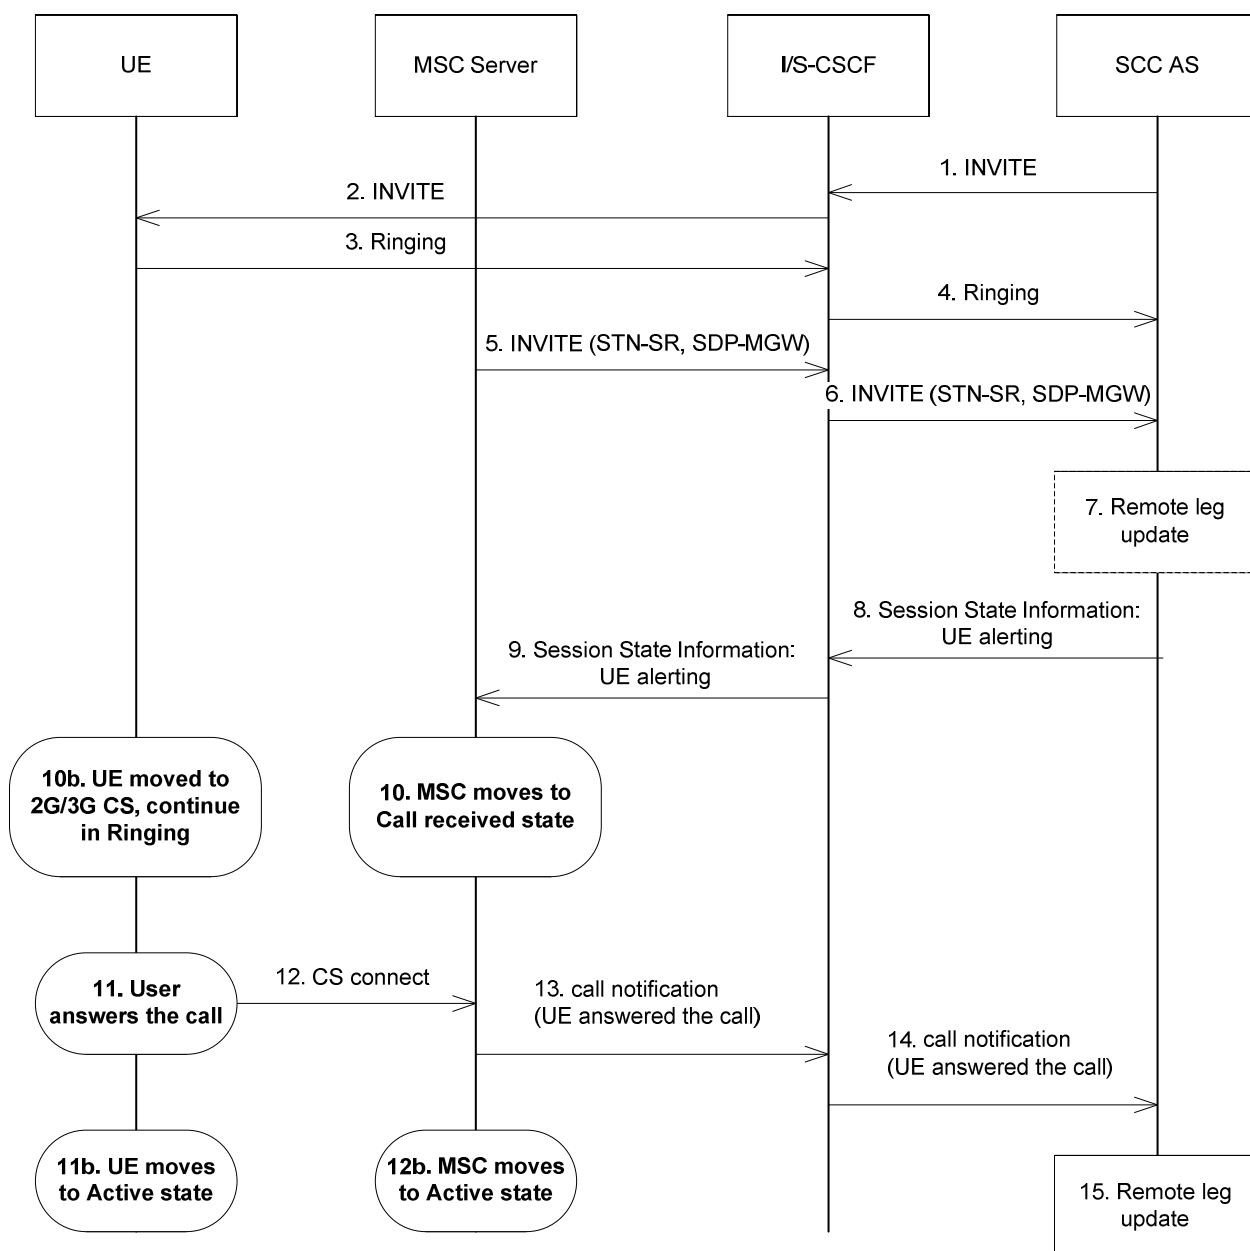 UE
MSC Server
I/S-CSCF
SCC AS
1. INVITE
2. INVITE
3. Ringing
4. Ringing
5. INVITE (STN-SR, SDP-MGW)
6. INVITE (STN-SR, SDP-MGW)
7. Remote leg
update
8. Session State Information:
UE alerting
9. Session State Information:
UE alerting
10b. UE moved to
2G/3G CS, continue
in Ringing
10. MSC moves to
Call received state
11. User
answers the call
12. CS connect
13. call notification
(UE answered the call)
14. call notification
(UE answered the call)
11b. UE moves
to Active state
12b. MSC moves
to Active state
15. Remote leg
update